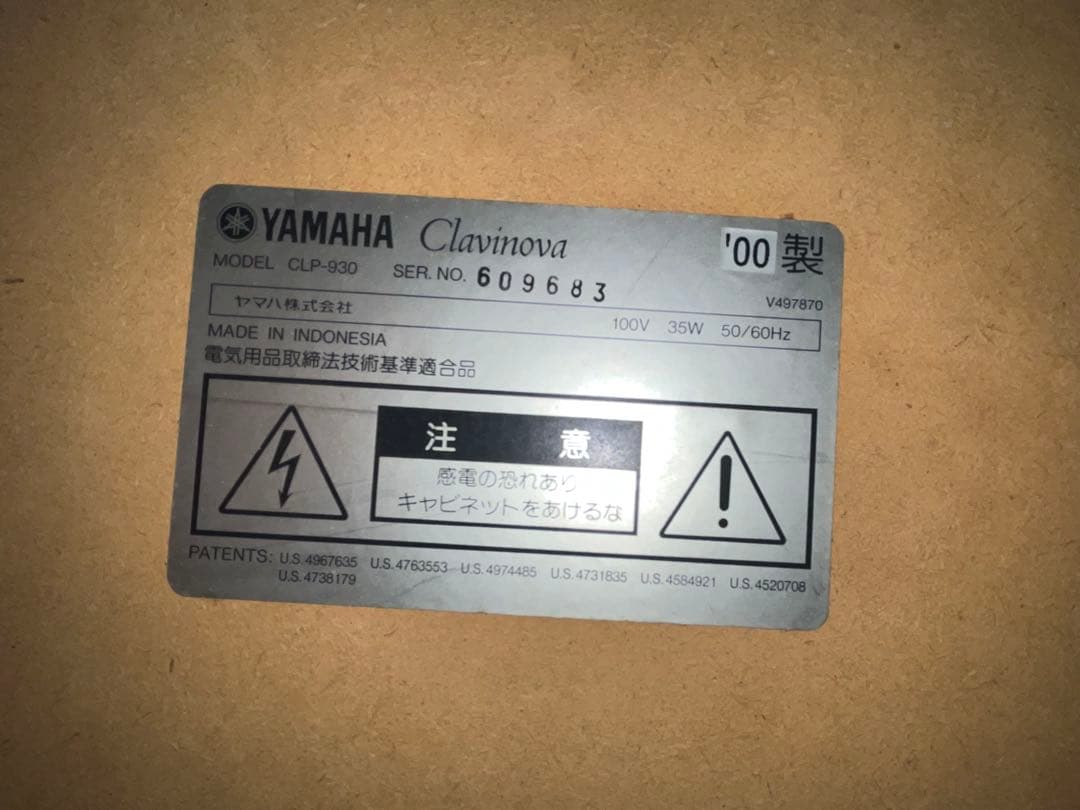 YAMAHA Clavinova '00 製
MODEL CLP-930 SER. NO. 609683
V497870
ヤマハ株式会社 100V 35W 50/60Hz
MADE IN INDONESIA
電気用品取締法技術基準適合品
注意
感電の恐れあり
キャビネットをあけるな
PATENTS: U.S. 4967635 U.S. 4763553 U.S. 4974485 U.S. 4731835 U.S. 4584921 U.S. 4520708
U.S. 4738179